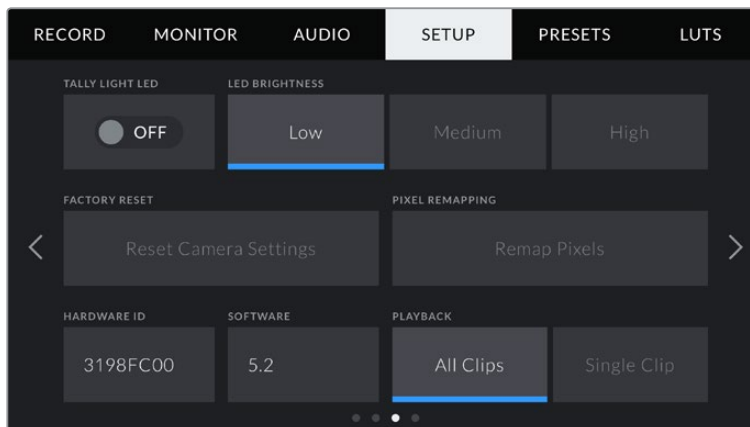 RECORD MONITOR AUDIO SETUP PRESETS LUTS
TALLY LIGHT LED LED BRIGHTNESS
OFF Low Medium High
FACTORY RESET PIXEL REMAPPING
Reset Camera Settings Remap Pixels
HARDWARE ID SOFTWARE PLAYBACK
3198FC00 5.2 All Clips Single Clip